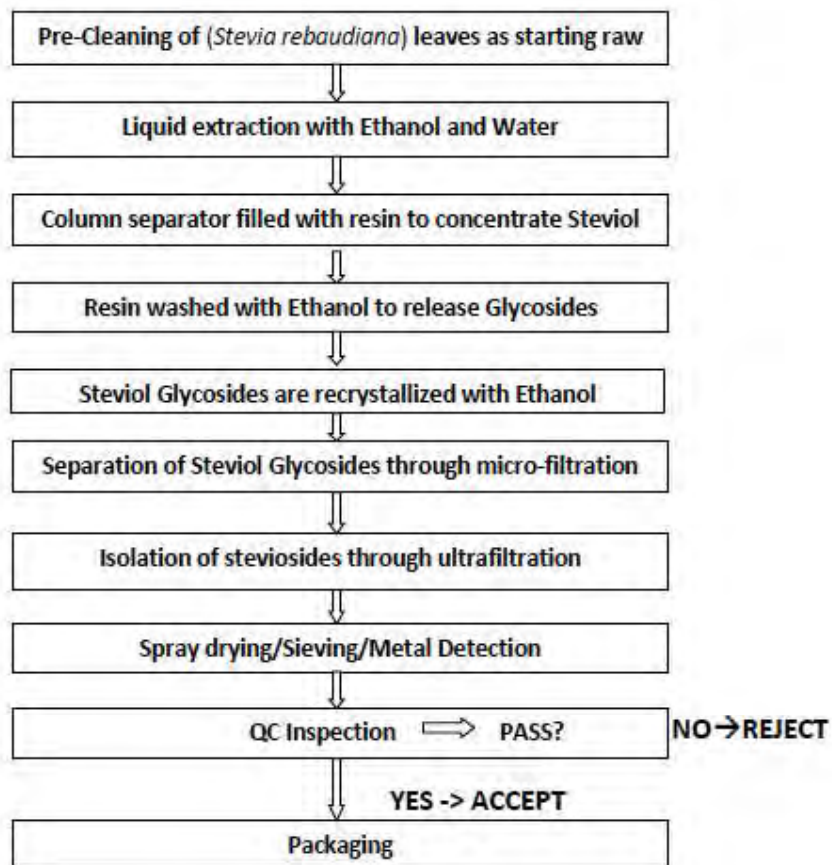 Pre-Cleaning of (Stevia rebaudiana) leaves as starting raw
Liquid extraction with Ethanol and Water
Column separator filled with resin to concentrate Steviol
Resin washed with Ethanol to release Glycosides
Steviol Glycosides are recrystallized with Ethanol
Separation of Steviol Glycosides through micro-filtration
Isolation of steviosides through ultrafiltration
Spray drying/Sieving/Metal Detection
QC Inspection ⇒ PASS? NO→REJECT
YES -> ACCEPT
Packaging